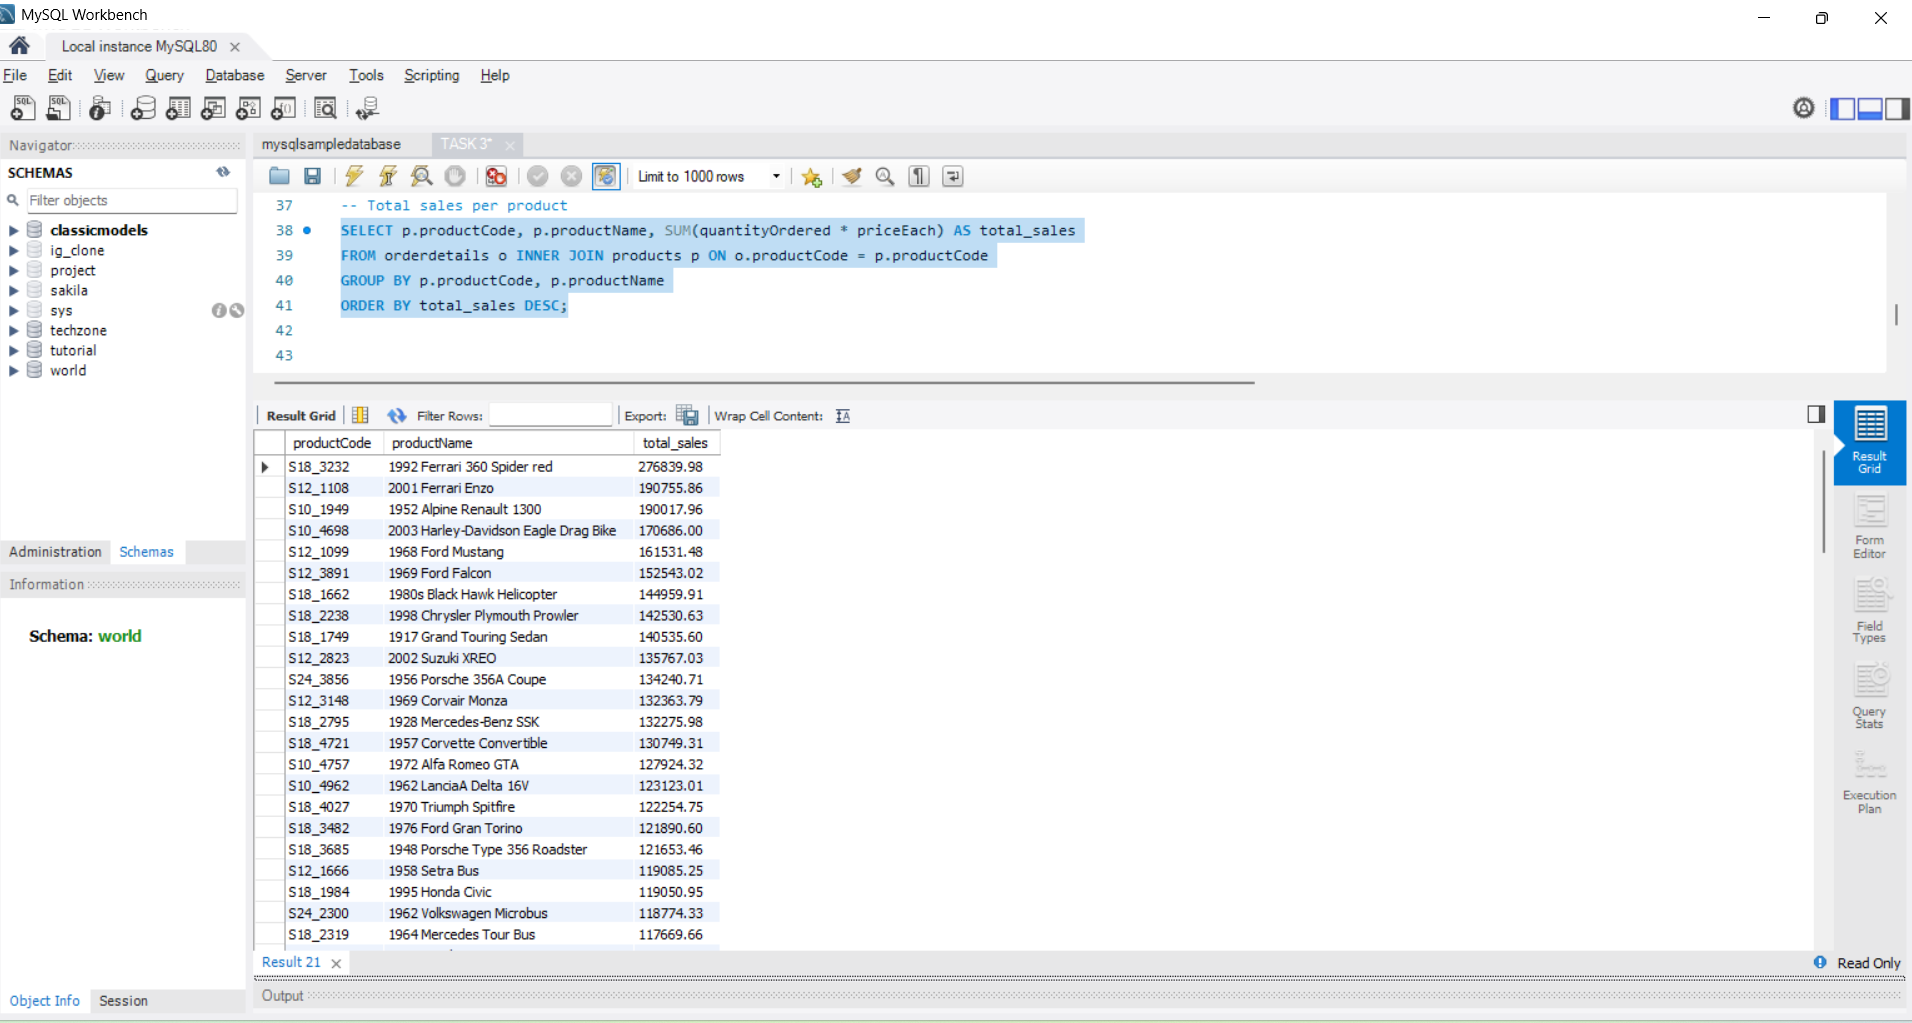 MySQL Workbench
Local instance MySQL80
File Edit View Query Database Server Tools Scripting Help
Navigator
SCHEMAS
Filter objects
classicmodels
ig_clone
project
sakila
sys
techzone
tutorial
world
Administration Schemas
Information
Schema: world
Object Info Session
mysqlsampledatabase TASK 3*
Limit to 1000 rows
37 -- Total sales per product
38 SELECT p.productCode, p.productName, SUM(quantityOrdered * priceEach) AS total_sales
39 FROM orderdetails o INNER JOIN products p ON o.productCode = p.productCode
40 GROUP BY p.productCode, p.productName
41 ORDER BY total_sales DESC;
42
43
Result Grid Filter Rows: Export: Wrap Cell Content:
productCode productName total_sales
S18_3232 1992 Ferrari 360 Spider red 276839.98
S12_1108 2001 Ferrari Enzo 190755.86
S10_1949 1952 Alpine Renault 1300 190017.96
S10_4698 2003 Harley-Davidson Eagle Drag Bike 170686.00
S12_1099 1968 Ford Mustang 161531.48
S12_3891 1969 Ford Falcon 152543.02
S18_1662 1980s Black Hawk Helicopter 144959.91
S18_2238 1998 Chrysler Plymouth Prowler 142530.63
S18_1749 1917 Grand Touring Sedan 140535.60
S12_2823 2002 Suzuki XREO 135767.03
S24_3856 1956 Porsche 356A Coupe 134240.71
S12_3148 1969 Corvair Monza 132363.79
S18_2795 1928 Mercedes-Benz SSK 132275.98
S18_4721 1957 Corvette Convertible 130749.31
S10_4757 1972 Alfa Romeo GTA 127924.32
S10_4962 1962 LanciaA Delta 16V 123123.01
S18_4027 1970 Triumph Spitfire 122254.75
S18_3482 1976 Ford Gran Torino 121890.60
S18_3685 1948 Porsche Type 356 Roadster 121653.46
S12_1666 1958 Setra Bus 119085.25
S18_1984 1995 Honda Civic 119050.95
S24_2300 1962 Volkswagen Microbus 118774.33
S18_2319 1964 Mercedes Tour Bus 117669.66
Result 21
Read Only
Output
Result
Grid
Form
Editor
Field
Types
Query
Stats
Execution
Plan